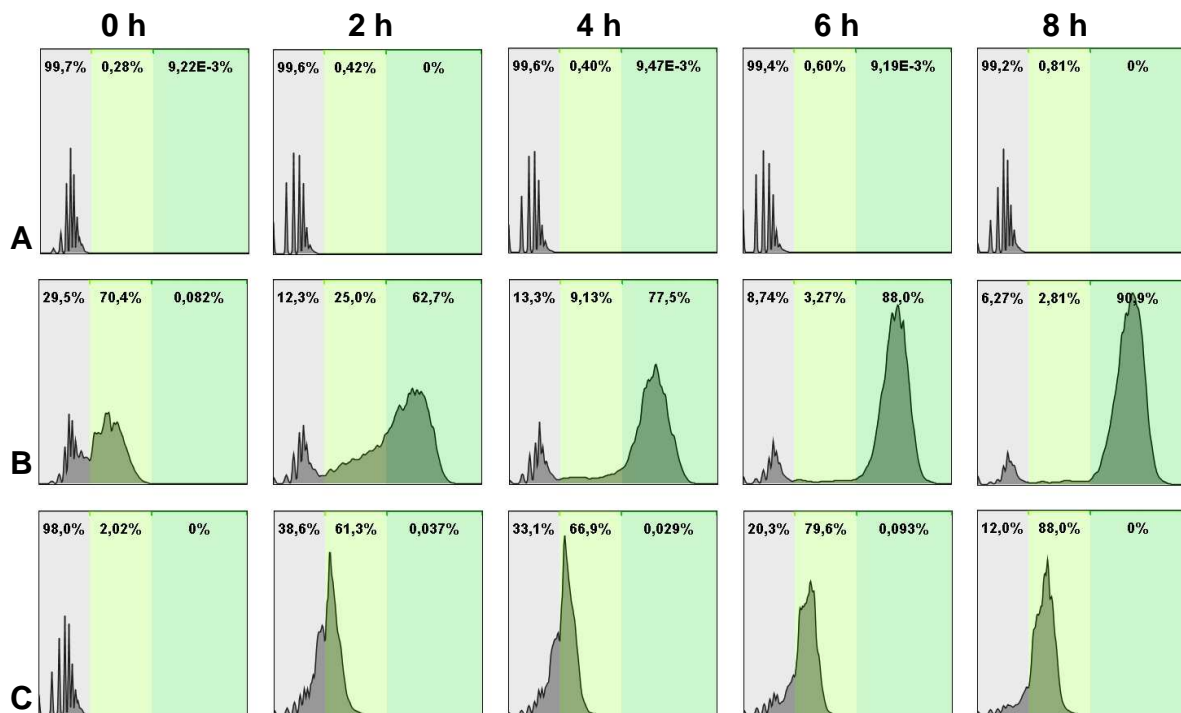 0 h 2 h 4 h 6 h 8 h
99,7% 0,28% 9,22E-3% 99,6% 0,42% 0% 99,6% 0,40% 9,47E-3% 99,4% 0,60% 9,19E-3% 99,2% 0,81% 0%
A
29,5% 70,4% 0,082% 12,3% 25,0% 62,7% 13,3% 9,13% 77,5% 8,74% 3,27% 88,0% 6,27% 2,81% 90,9%
B
98,0% 2,02% 0% 38,6% 61,3% 0,037% 33,1% 66,9% 0,029% 20,3% 79,6% 0,093% 12,0% 88,0% 0%
C